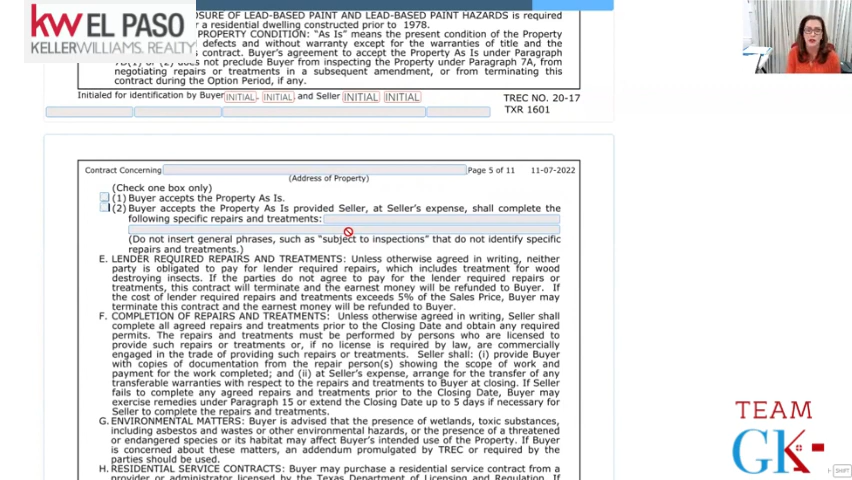 kw EL PASO
KELLERWILLIAMS. REALTY
OSURE OF LEAD-BASED PAINT AND LEAD-BASED PAINT HAZARDS is required
r a residential dwelling constructed prior to 1978.
PROPERTY CONDITION: "As Is" means the present condition of the Property
defects and without warranty except for the warranties of title and the
contract. Buyer's agreement to accept the Property As Is under Paragraph
7D(1) or (2) does not preclude Buyer from inspecting the Property under Paragraph 7A, from
negotiating repairs or treatments in a subsequent amendment, or from terminating this
contract during the Option Period, if any.
Initialed for identification by Buyer INITIAL, INITIAL, and Seller INITIAL INITIAL
TREC NO. 20-17
TXR 1601
Contract Concerning Page 5 of 11 11-07-2022
(Address of Property)
(Check one box only)
(1) Buyer accepts the Property As Is.
(2) Buyer accepts the Property As Is provided Seller, at Seller's expense, shall complete the
following specific repairs and treatments:
(Do not insert general phrases, such as "subject to inspections" that do not identify specific
repairs and treatments.)
E. LENDER REQUIRED REPAIRS AND TREATMENTS: Unless otherwise agreed in writing, neither
party is obligated to pay for lender required repairs, which includes treatment for wood
destroying insects. If the parties do not agree to pay for the lender required repairs or
treatments, this contract will terminate and the earnest money will be refunded to Buyer. If
the cost of lender required repairs and treatments exceeds 5% of the Sales Price, Buyer may
terminate this contract and the earnest money will be refunded to Buyer.
F. COMPLETION OF REPAIRS AND TREATMENTS: Unless otherwise agreed in writing, Seller shall
complete all agreed repairs and treatments prior to the Closing Date and obtain any required
permits. The repairs and treatments must be performed by persons who are licensed to
provide such repairs or treatments or, if no license is required by law, are commercially
engaged in the trade of providing such repairs or treatments. Seller shall: (i) provide Buyer
with copies of documentation from the repair person(s) showing the scope of work and
payment for the work completed; and (ii) at Seller's expense, arrange for the transfer of any
transferable warranties with respect to the repairs and treatments to Buyer at closing. If Seller
fails to complete any agreed repairs and treatments prior to the Closing Date, Buyer may
exercise remedies under Paragraph 15 or extend the Closing Date up to 5 days if necessary for
Seller to complete the repairs and treatments.
G. ENVIRONMENTAL MATTERS: Buyer is advised that the presence of wetlands, toxic substances,
including asbestos and wastes or other environmental hazards, or the presence of a threatened
or endangered species or its habitat may affect Buyer's intended use of the Property. If Buyer
is concerned about these matters, an addendum promulgated by TREC or required by the
parties should be used.
H. RESIDENTIAL SERVICE CONTRACTS: Buyer may purchase a residential service contract from a
provider or administrator licensed by the Texas Department of Licensing and Regulation. If
TEAM
GK
SHIFT